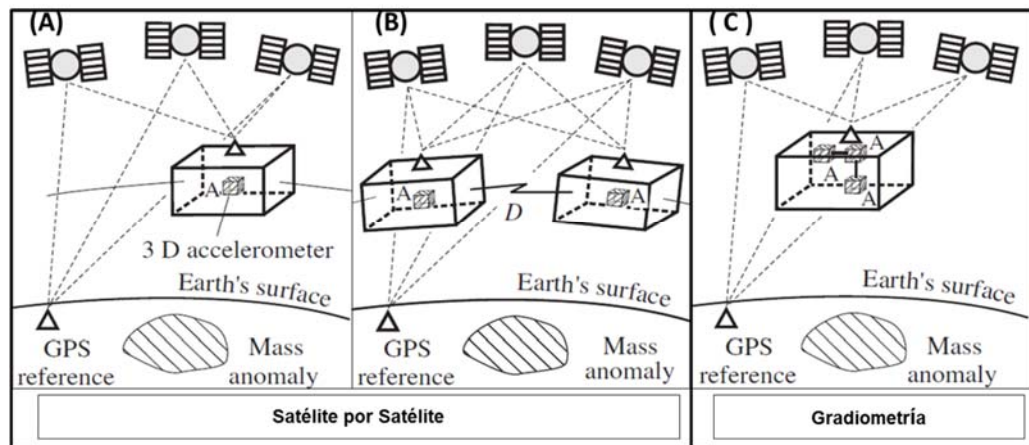 (A)
A
3 D accelerometer
Earth's surface
GPS
reference
Mass
anomaly
(B)
A
A
D
Earth's surface
GPS
reference
Mass
anomaly
(C)
A
A
A
Earth's surface
GPS
reference
Mass
anomaly
Satélite por Satélite
Gradiometría